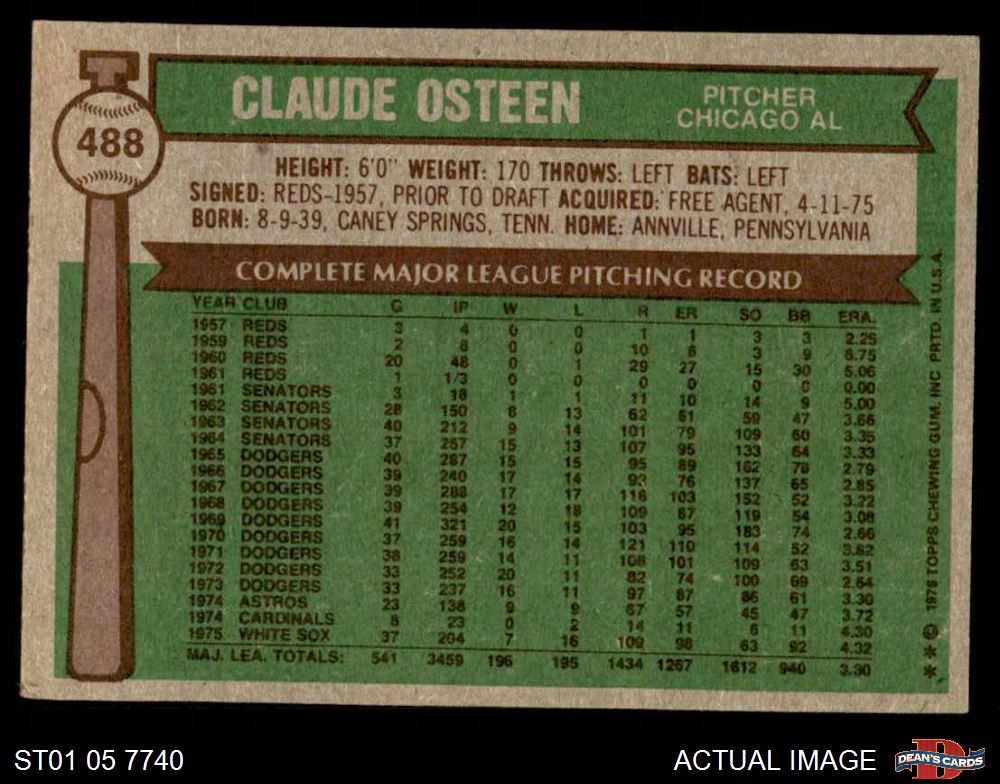 CLAUDE OSTEEN
PITCHER
CHICAGO AL
488
HEIGHT: 6'0" WEIGHT: 170 THROWS: LEFT BATS: LEFT
SIGNED: REDS-1957, PRIOR TO DRAFT ACQUIRED: FREE AGENT, 4-11-75
BORN: 8-9-39, CANEY SPRINGS, TENN. HOME: ANNVILLE, PENNSYLVANIA
COMPLETE MAJOR LEAGUE PITCHING RECORD
YEAR CLUB G IP W L R ER SO BB ERA.
1957 REDS 3 4 0 0 1 1 3 3 2.25
1959 REDS 2 8 0 0 10 6 3 9 6.75
1960 REDS 20 48 0 1 29 27 15 30 5.06
1961 REDS 1 1/3 0 0 0 0 0 0 0.00
1961 SENATORS 3 18 1 1 11 10 14 9 5.00
1962 SENATORS 28 150 8 13 62 61 59 47 3.66
1963 SENATORS 40 212 9 14 101 79 109 60 3.35
1964 SENATORS 37 257 15 13 107 95 133 64 3.33
1965 DODGERS 40 287 15 15 95 89 162 78 2.79
1966 DODGERS 39 240 17 14 92 76 137 65 2.85
1967 DODGERS 39 288 17 17 116 103 152 52 3.22
1968 DODGERS 39 254 12 18 109 87 119 54 3.08
1969 DODGERS 41 321 20 15 103 95 183 74 2.66
1970 DODGERS 37 259 16 14 121 110 114 52 3.82
1971 DODGERS 38 259 14 11 108 101 109 63 3.51
1972 DODGERS 33 252 20 11 82 74 100 69 2.64
1973 DODGERS 33 237 16 11 97 87 86 61 3.30
1974 ASTROS 23 138 9 9 67 57 45 47 3.72
1974 CARDINALS 8 23 0 2 14 11 6 11 4.30
1975 WHITE SOX 37 204 7 16 109 98 63 92 4.32
MAJ. LEA. TOTALS: 541 3459 196 195 1434 1267 1612 940 3.30
*** © 1976 TOPPS CHEWING GUM, INC PRTD IN U.S.A.
ST01 05 7740
ACTUAL IMAGE
DEAN'S CARDS